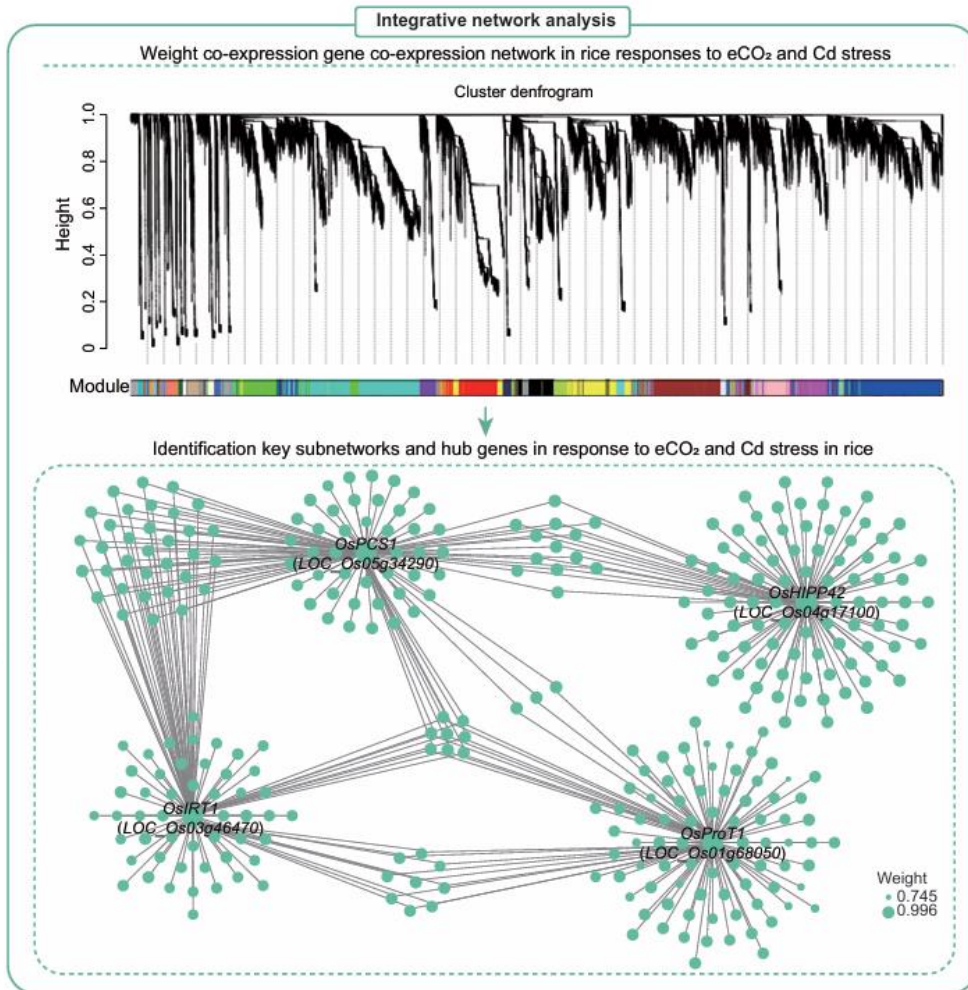 Integrative network analysis
Weight co-expression gene co-expression network in rice responses to eCO₂ and Cd stress
Cluster denfrogram
Height
1.0
0.8
0.6
0.4
0.2
0
Module
Identification key subnetworks and hub genes in response to eCO₂ and Cd stress in rice
OsPCS1
(LOC_Os05g34290)
OsHIPP42
(LOC_Os04g17100)
OsIRT1
(LOC_Os03g46470)
OsProT1
(LOC_Os01g68050)
Weight
0.745
0.996